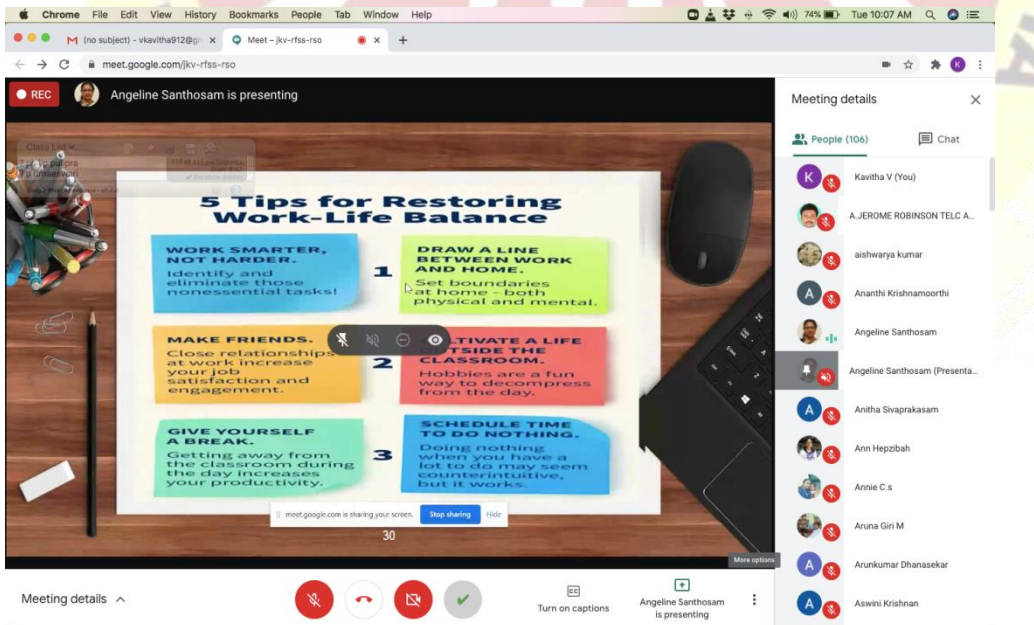 Chrome File Edit View History Bookmarks People Tab Window Help 74% Tue 10:07 AM
M (no subject) - vkavitha912@gm Meet – jkv-rfss-rso
meet.google.com/jkv-rfss-rso K
REC Angeline Santhosam is presenting
Class List
5 Tips for Restoring
Work-Life Balance
WORK SMARTER,
NOT HARDER.
Identify and
eliminate those
nonessential tasks!
1
DRAW A LINE
BETWEEN WORK
AND HOME.
Set boundaries
at home - both
physical and mental.
MAKE FRIENDS.
Close relationships
at work increase
your job
satisfaction and
engagement.
2
TIVATE A LIFE
TSIDE THE
CLASSROOM.
Hobbies are a fun
way to decompress
from the day.
GIVE YOURSELF
A BREAK.
Getting away from
the classroom during
the day increases
your productivity.
3
SCHEDULE TIME
TO DO NOTHING.
Doing nothing
when you have a
lot to do may seem
counterintuitive,
but it works.
meet.google.com is sharing your screen. Stop sharing Hide
30
More options
Meeting details
Turn on captions
Angeline Santhosam
is presenting
Meeting details
People (106) Chat
K Kavitha V (You)
A.JEROME ROBINSON TELC A...
aishwarya kumar
A Ananthi Krishnamoorthi
Angeline Santhosam
Angeline Santhosam (Presenta...
A Anitha Sivaprakasam
Ann Hepzibah
Annie C.s
Aruna Giri M
A Arunkumar Dhanasekar
A Aswini Krishnan